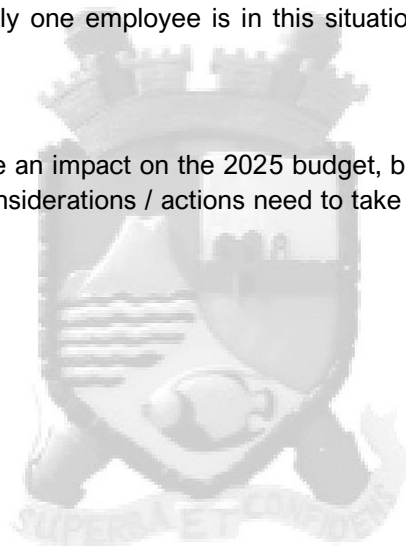 ly one employee is in this situatio
e an impact on the 2025 budget, b
nsiderations / actions need to take
SUPERBA ET CONFIDENS